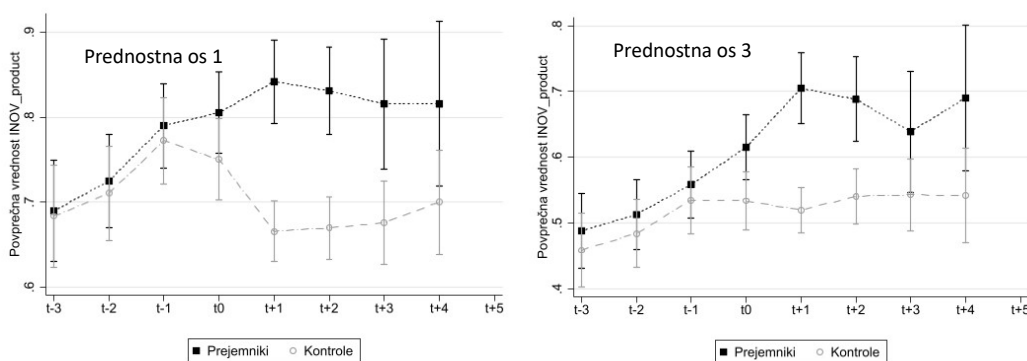 Prednostna os 1
Povprečna vrednost INOV_product
.9
.8
.7
.6
t-3 t-2 t-1 t0 t+1 t+2 t+3 t+4 t+5
Prejemniki Kontrole
Prednostna os 3
Povprečna vrednost INOV_product
.8
.7
.6
.5
.4
t-3 t-2 t-1 t0 t+1 t+2 t+3 t+4 t+5
Prejemniki Kontrole